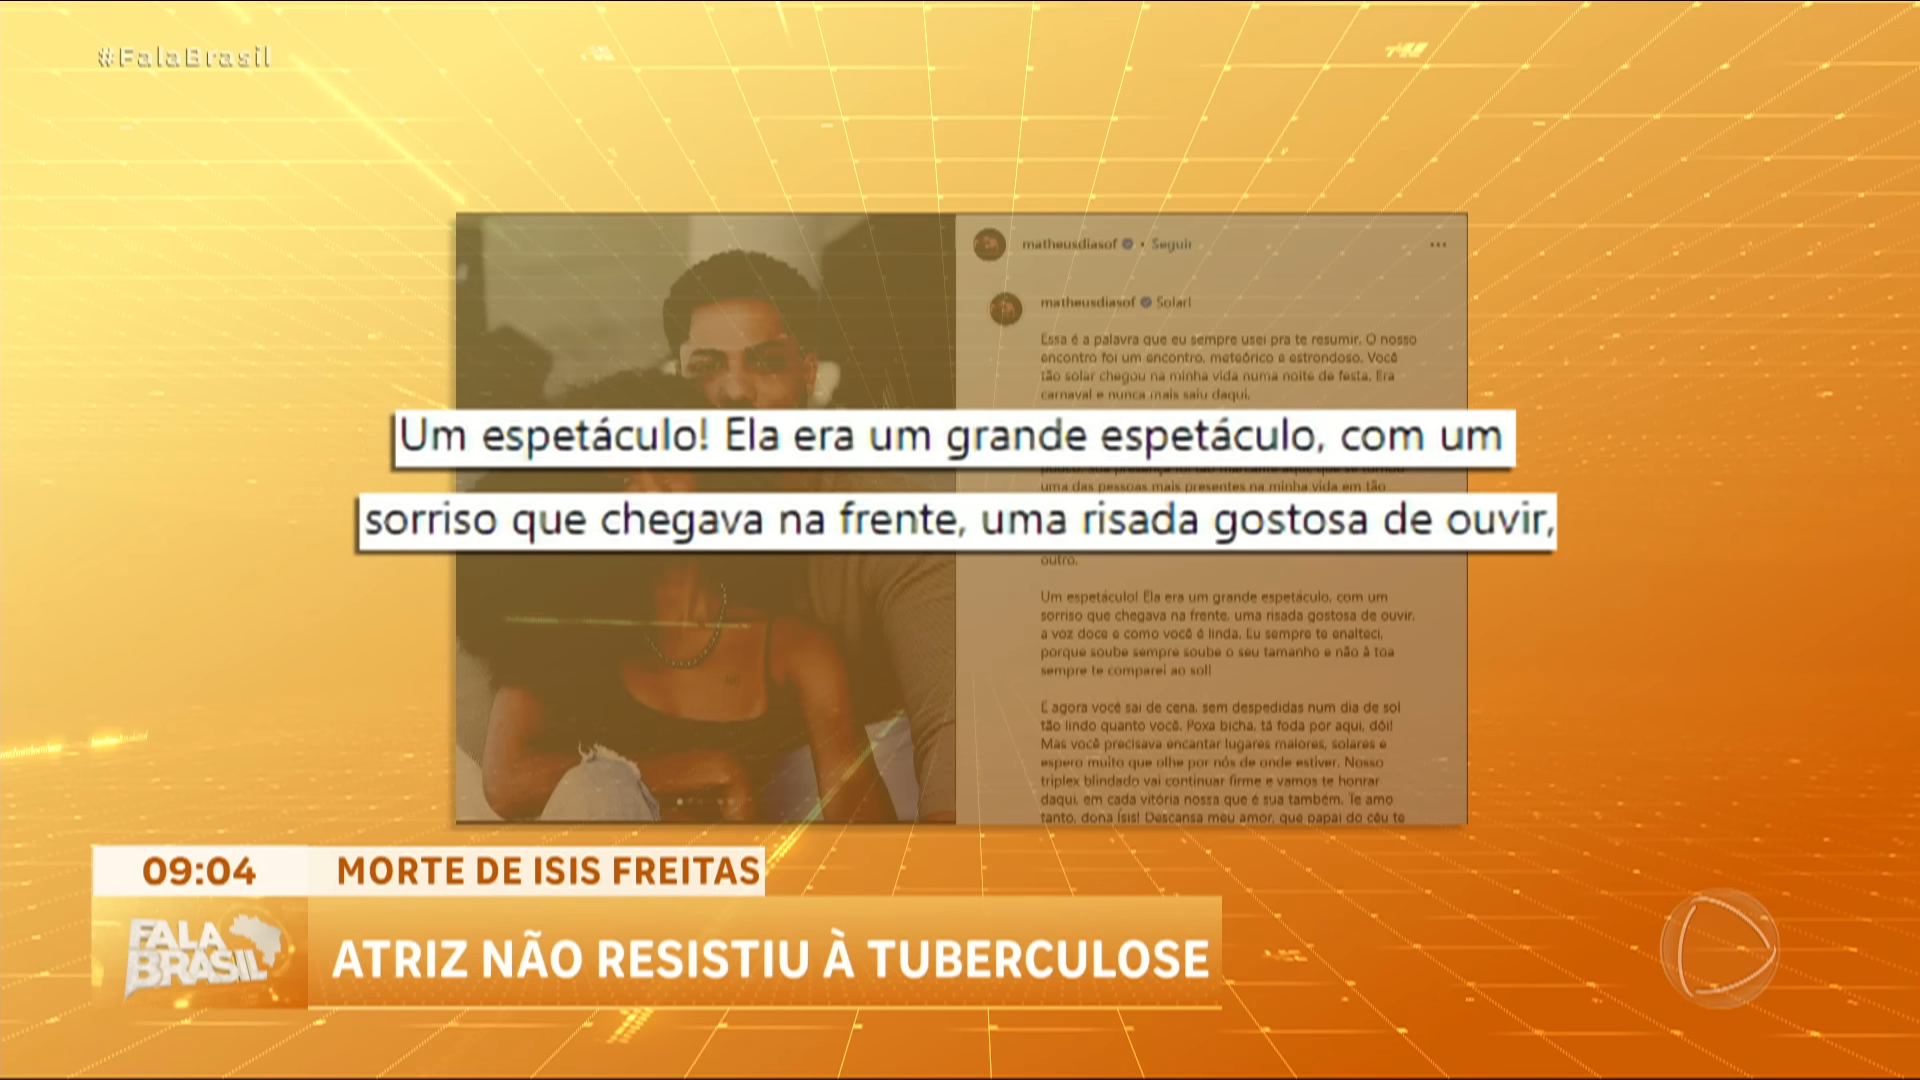 #FalaBrasil
matheusdiasof • Seguir
matheusdiasof Solar!
Essa é a palavra que eu sempre usei pra te resumir. O nosso
encontro foi um encontro, meteórico e estrondoso. Você
tão solar chegou na minha vida numa noite de festa. Era
carnaval e nunca mais saiu daqui.
Um espetáculo! Ela era um grande espetáculo, com um
uma das pessoas mais presentes na minha vida em tão
sorriso que chegava na frente, uma risada gostosa de ouvir,
outro.
Um espetáculo! Ela era um grande espetáculo, com um
sorriso que chegava na frente, uma risada gostosa de ouvir,
a voz doce e como você é linda. Eu sempre te enalteci,
porque soube sempre soube o seu tamanho e não à toa
sempre te comparei ao sol!
E agora você sai de cena, sem despedidas num dia de sol
tão lindo quanto você. Poxa bicha, tá foda por aqui, dói!
Mas você precisava encantar lugares maiores, solares e
espero muito que olhe por nós de onde estiver. Nosso
triplex blindado vai continuar firme e vamos te honrar
daqui, em cada vitória nossa que é sua também. Te amo
tanto, dona Ísis! Descansa meu amor, que papai do céu te
09:04 MORTE DE ISIS FREITAS
FALA
BRASIL
ATRIZ NÃO RESISTIU À TUBERCULOSE